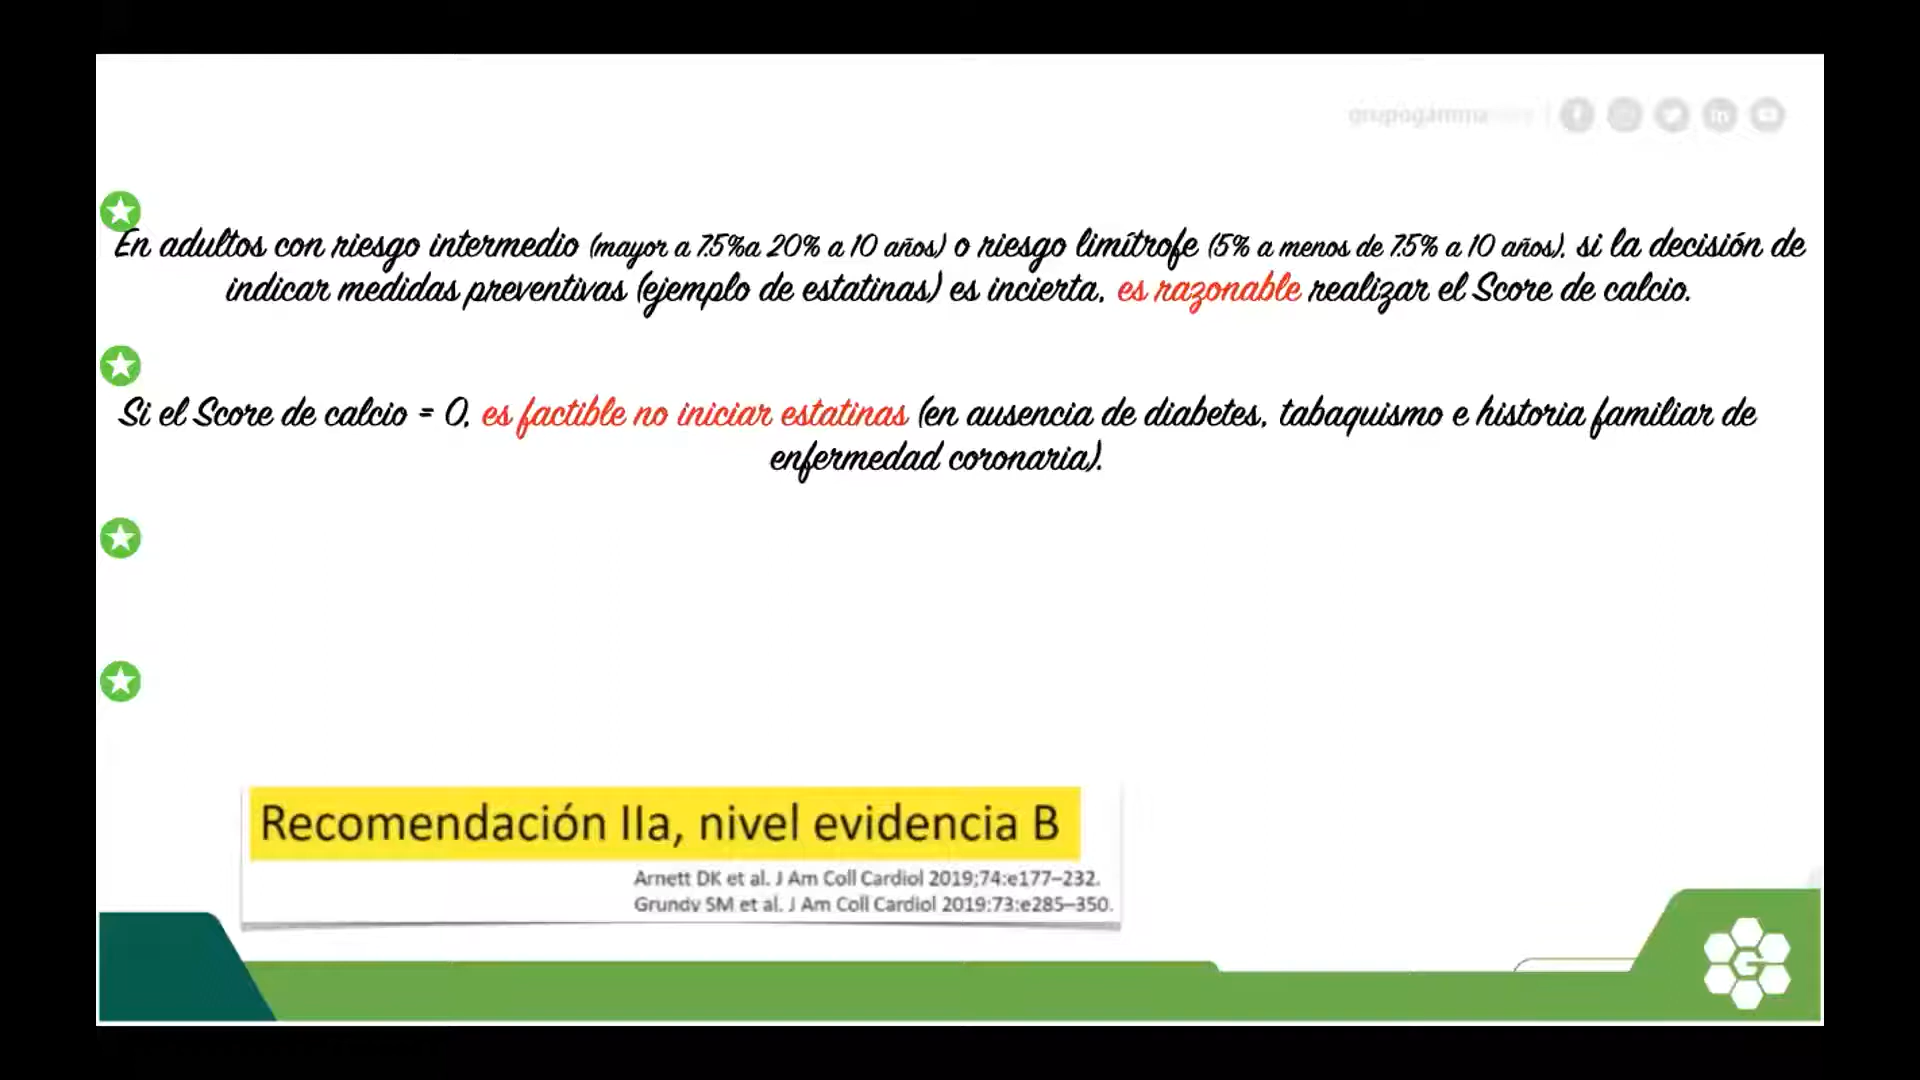 grupogamma
En adultos con riesgo intermedio (mayor a 7.5%a 20% a 10 años) o riesgo limítrofe (5% a menos de 7.5% a 10 años), si la decisión de
indicar medidas preventivas (ejemplo de estatinas) es incierta, es razonable realizar el Score de calcio.
Si el Score de calcio = 0, es factible no iniciar estatinas (en ausencia de diabetes, tabaquismo e historia familiar de
enfermedad coronaria).
Recomendación IIa, nivel evidencia B
Arnett DK et al. J Am Coll Cardiol 2019;74:e177–232.
Grundy SM et al. J Am Coll Cardiol 2019;73:e285–350.